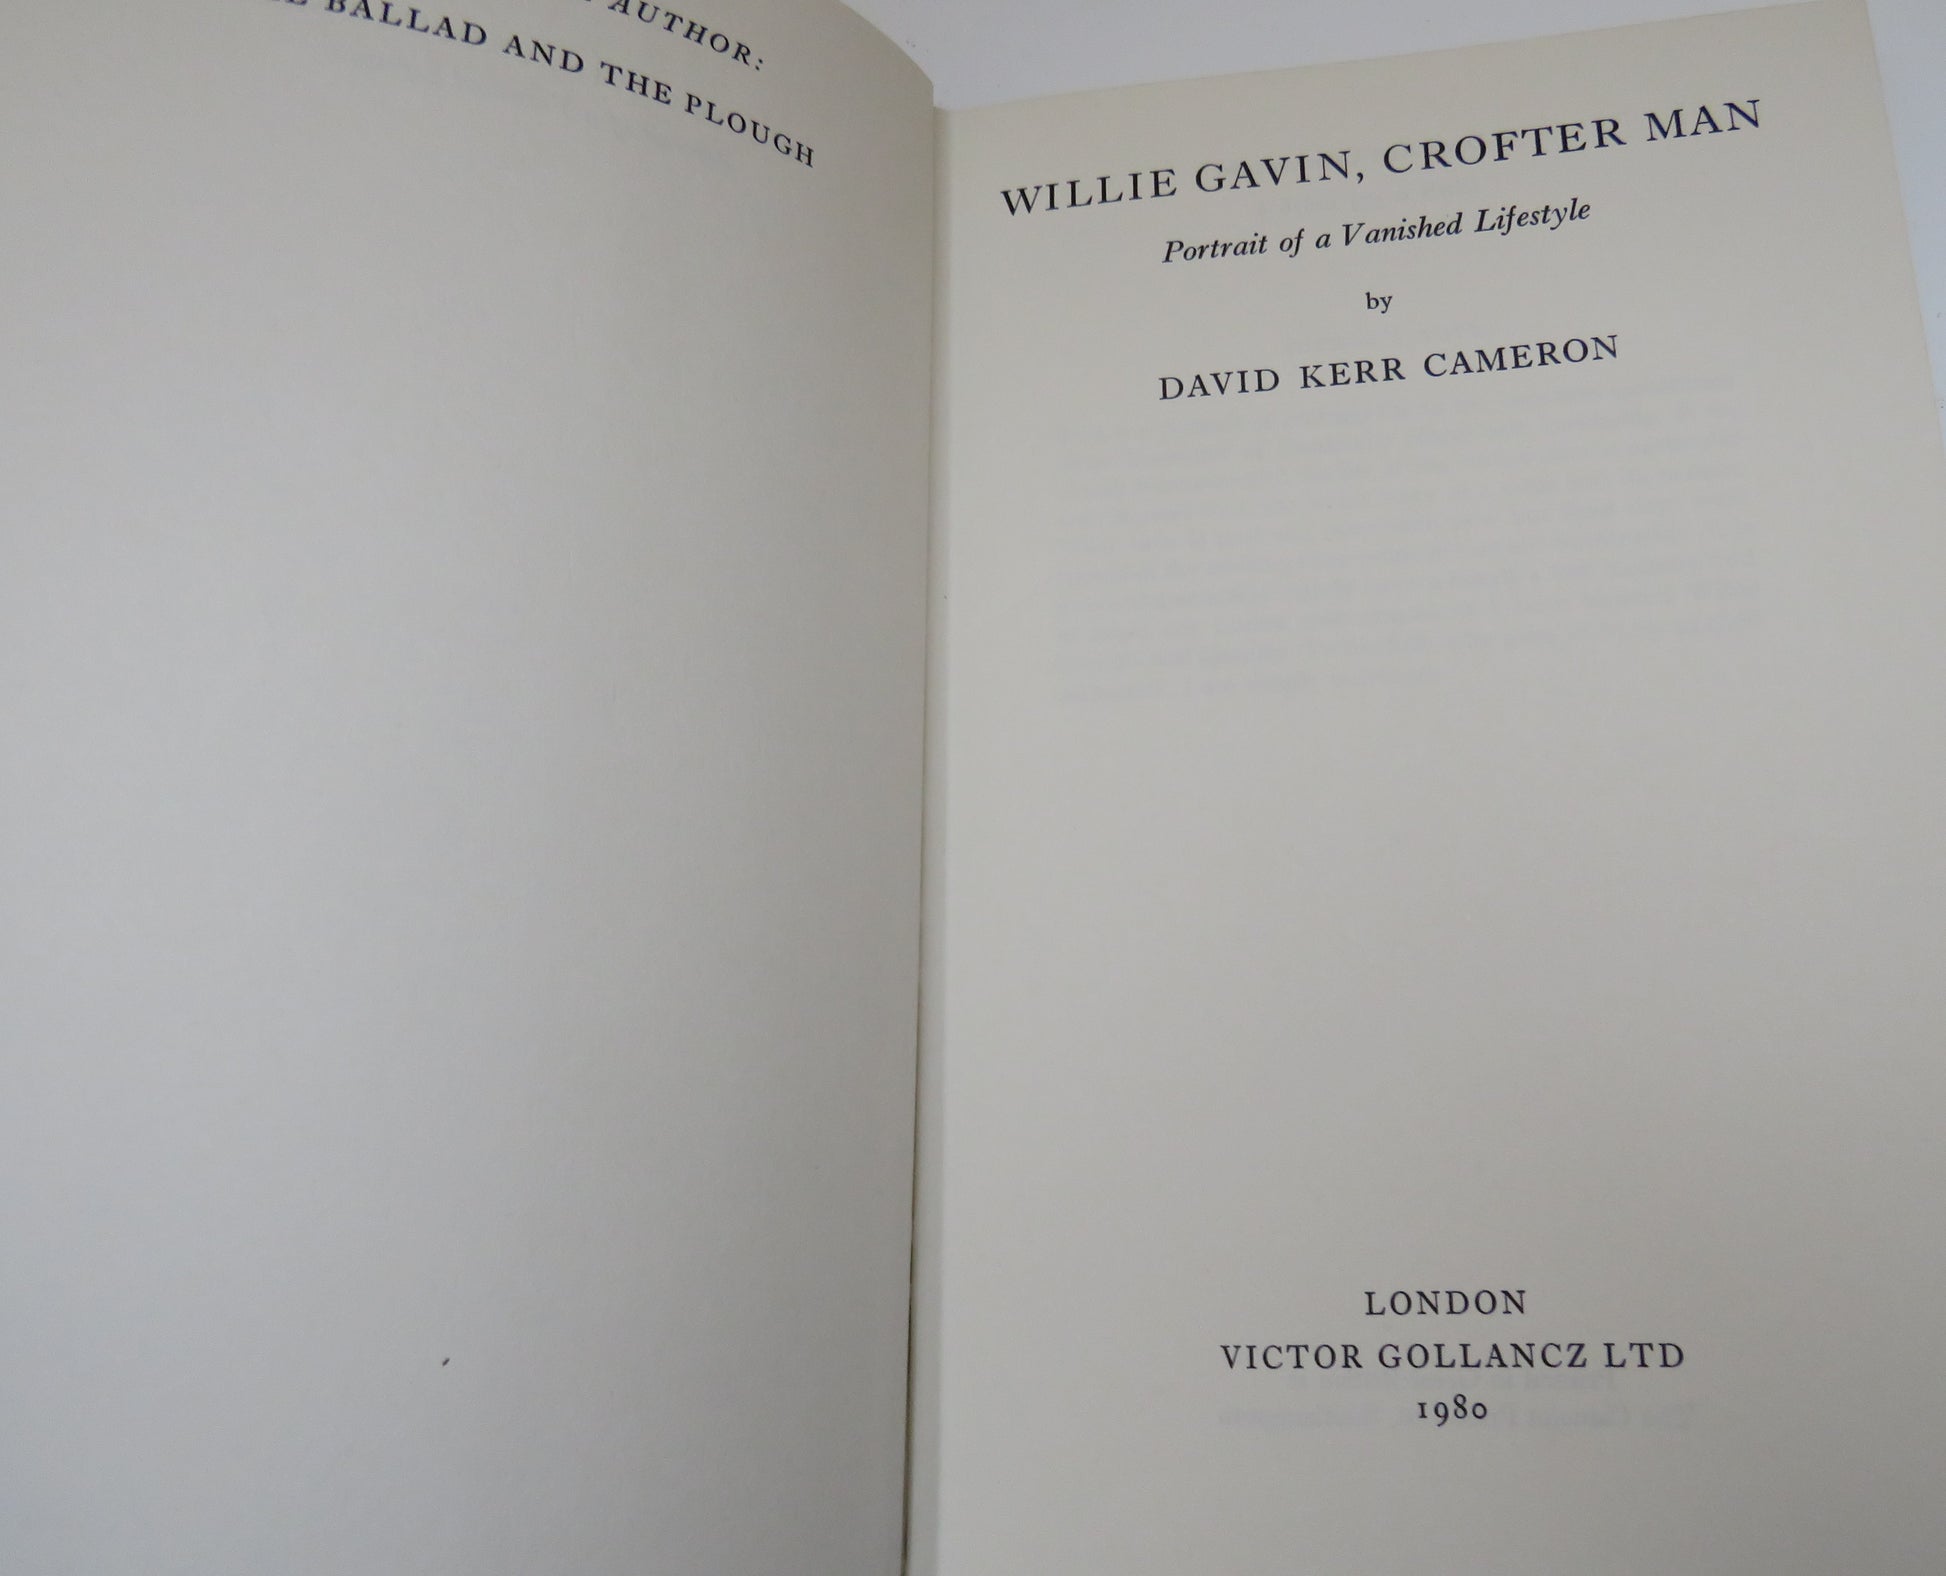 AUTHOR:
BALLAD AND THE PLOUGH
WILLIE GAVIN, CROFTER MAN
Portrait of a Vanished Lifestyle
by
DAVID KERR CAMERON
LONDON
VICTOR GOLLANCZ LTD
1980